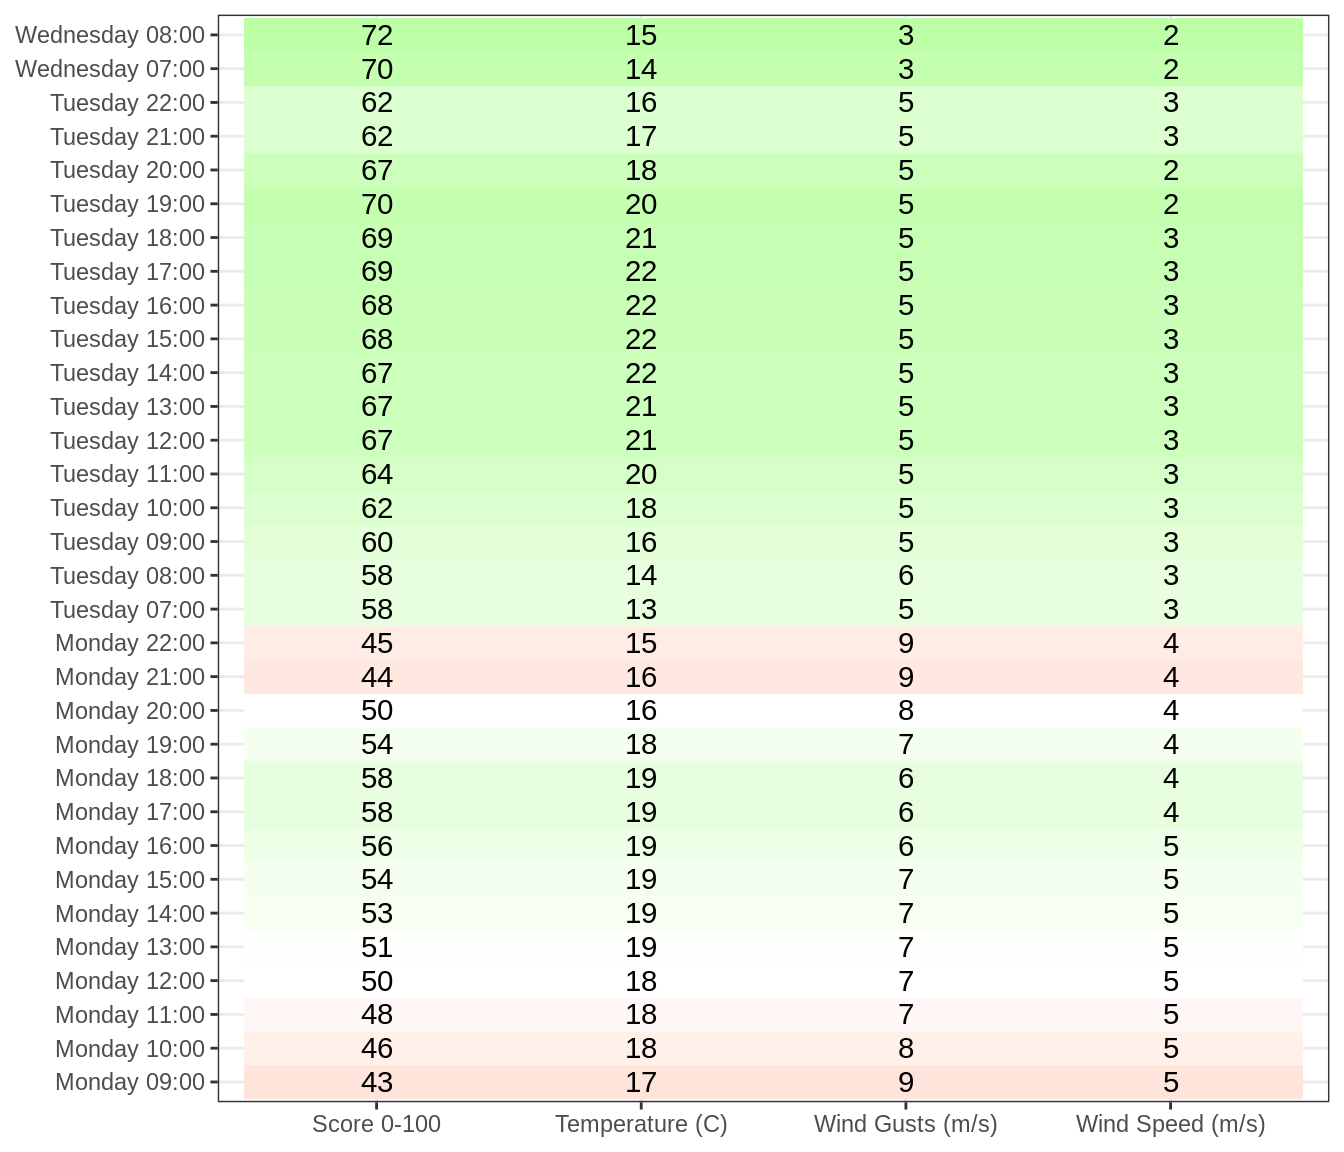 Wednesday 08:00 72 15 3 2
Wednesday 07:00 70 14 3 2
Tuesday 22:00 62 16 5 3
Tuesday 21:00 62 17 5 3
Tuesday 20:00 67 18 5 2
Tuesday 19:00 70 20 5 2
Tuesday 18:00 69 21 5 3
Tuesday 17:00 69 22 5 3
Tuesday 16:00 68 22 5 3
Tuesday 15:00 68 22 5 3
Tuesday 14:00 67 22 5 3
Tuesday 13:00 67 21 5 3
Tuesday 12:00 67 21 5 3
Tuesday 11:00 64 20 5 3
Tuesday 10:00 62 18 5 3
Tuesday 09:00 60 16 5 3
Tuesday 08:00 58 14 6 3
Tuesday 07:00 58 13 5 3
Monday 22:00 45 15 9 4
Monday 21:00 44 16 9 4
Monday 20:00 50 16 8 4
Monday 19:00 54 18 7 4
Monday 18:00 58 19 6 4
Monday 17:00 58 19 6 4
Monday 16:00 56 19 6 5
Monday 15:00 54 19 7 5
Monday 14:00 53 19 7 5
Monday 13:00 51 19 7 5
Monday 12:00 50 18 7 5
Monday 11:00 48 18 7 5
Monday 10:00 46 18 8 5
Monday 09:00 43 17 9 5
Score 0-100 Temperature (C) Wind Gusts (m/s) Wind Speed (m/s)